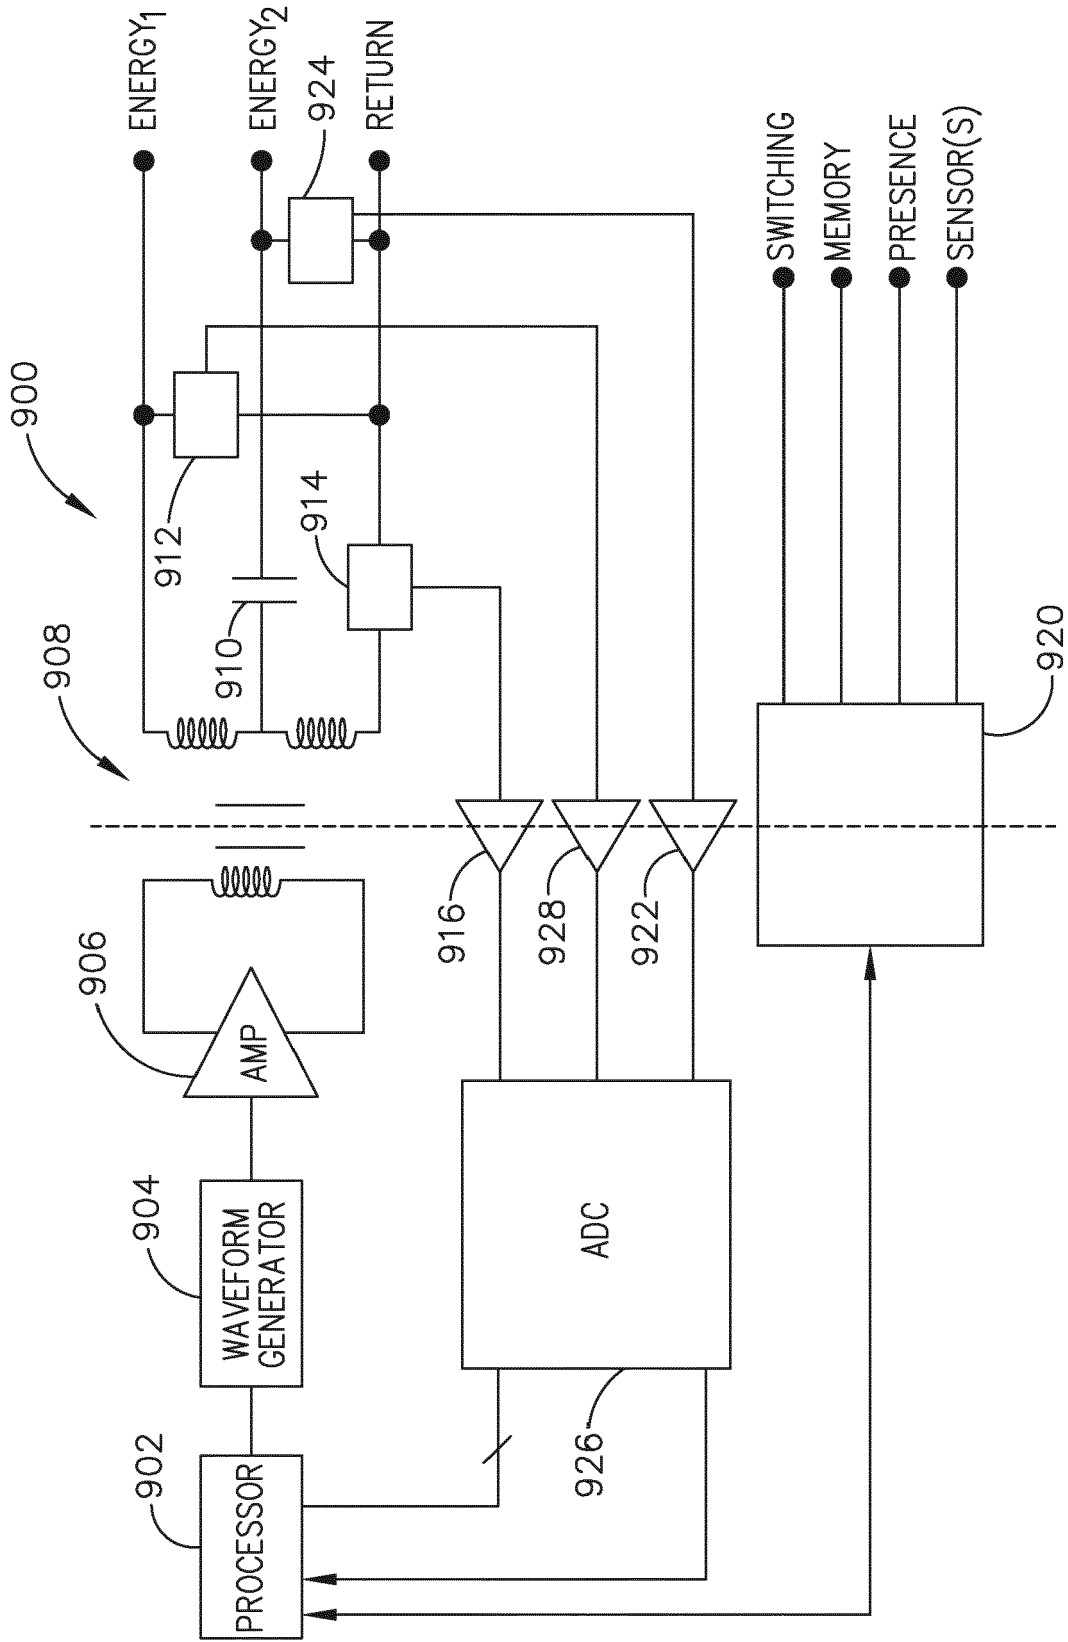 900
908
ENERGY1
ENERGY2
RETURN
924
912
910
914
906
AMP
904
WAVEFORM
GENERATOR
902
PROCESSOR
916
928
922
ADC
926
SWITCHING
MEMORY
PRESENCE
SENSOR(S)
920